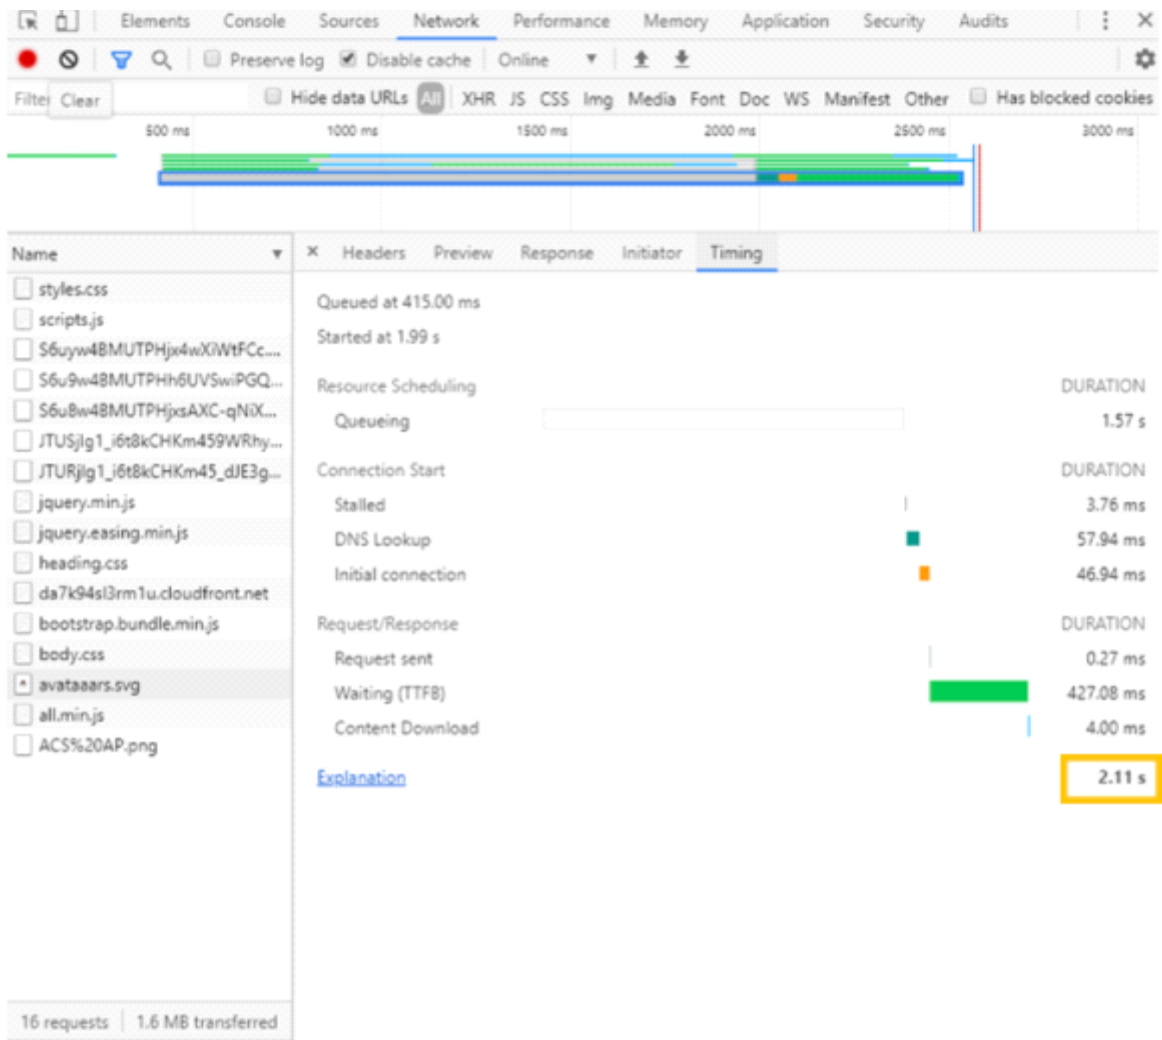 Elements Console Sources Network Performance Memory Application Security Audits
Preserve log Disable cache Online
Filte Clear Hide data URLs All XHR JS CSS Img Media Font Doc WS Manifest Other Has blocked cookies
500 ms 1000 ms 1500 ms 2000 ms 2500 ms 3000 ms
Name
styles.css
scripts.js
S6uyw4BMUTPHjx4wXiWtFCc....
S6u9w4BMUTPHh6UVSwiPGQ...
S6u8w4BMUTPHjxsAXC-qNiX...
JTUSjIg1_i6t8kCHKm459WRhy...
JTURjIg1_i6t8kCHKm45_dJE3g...
jquery.min.js
jquery.easing.min.js
heading.css
da7k94sl3rm1u.cloudfront.net
bootstrap.bundle.min.js
body.css
avataaars.svg
all.min.js
ACS%20AP.png
16 requests 1.6 MB transferred
× Headers Preview Response Initiator Timing
Queued at 415.00 ms
Started at 1.99 s
Resource Scheduling DURATION
Queueing 1.57 s
Connection Start DURATION
Stalled 3.76 ms
DNS Lookup 57.94 ms
Initial connection 46.94 ms
Request/Response DURATION
Request sent 0.27 ms
Waiting (TTFB) 427.08 ms
Content Download 4.00 ms
Explanation 2.11 s